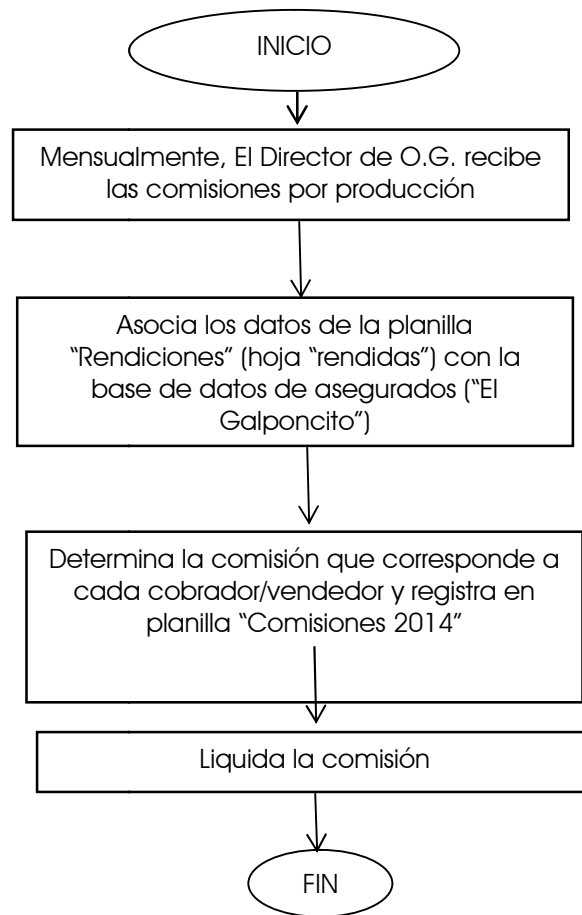 INICIO
Mensualmente, El Director de O.G. recibe
las comisiones por producción
Asocia los datos de la planilla
“Rendiciones” (hoja “rendidas”) con la
base de datos de asegurados (“El
Galponcito”)
Determina la comisión que corresponde a
cada cobrador/vendedor y registra en
planilla “Comisiones 2014”
Liquida la comisión
FIN